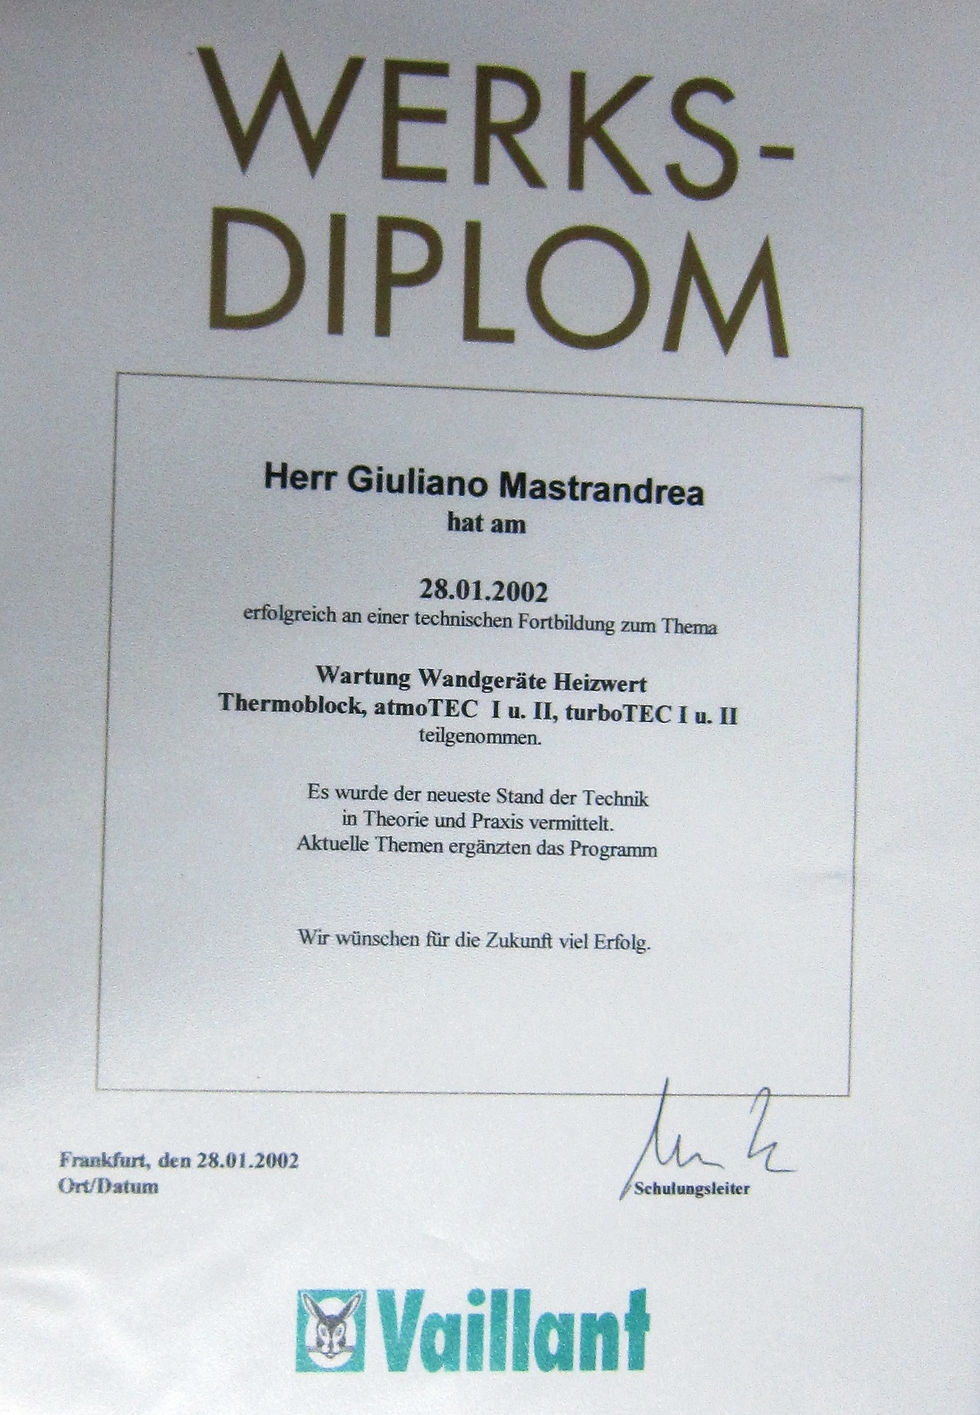 WERKS-
DIPLOM
Herr Giuliano Mastrandrea
hat am
28.01.2002
erfolgreich an einer technischen Fortbildung zum Thema
Wartung Wandgeräte Heizwert
Thermoblock, atmoTEC I u. II, turboTEC I u. II
teilgenommen.
Es wurde der neueste Stand der Technik
in Theorie und Praxis vermittelt.
Aktuelle Themen ergänzten das Programm
Wir wünschen für die Zukunft viel Erfolg.
Frankfurt, den 28.01.2002
Ort/Datum
Schulungsleiter
Vaillant